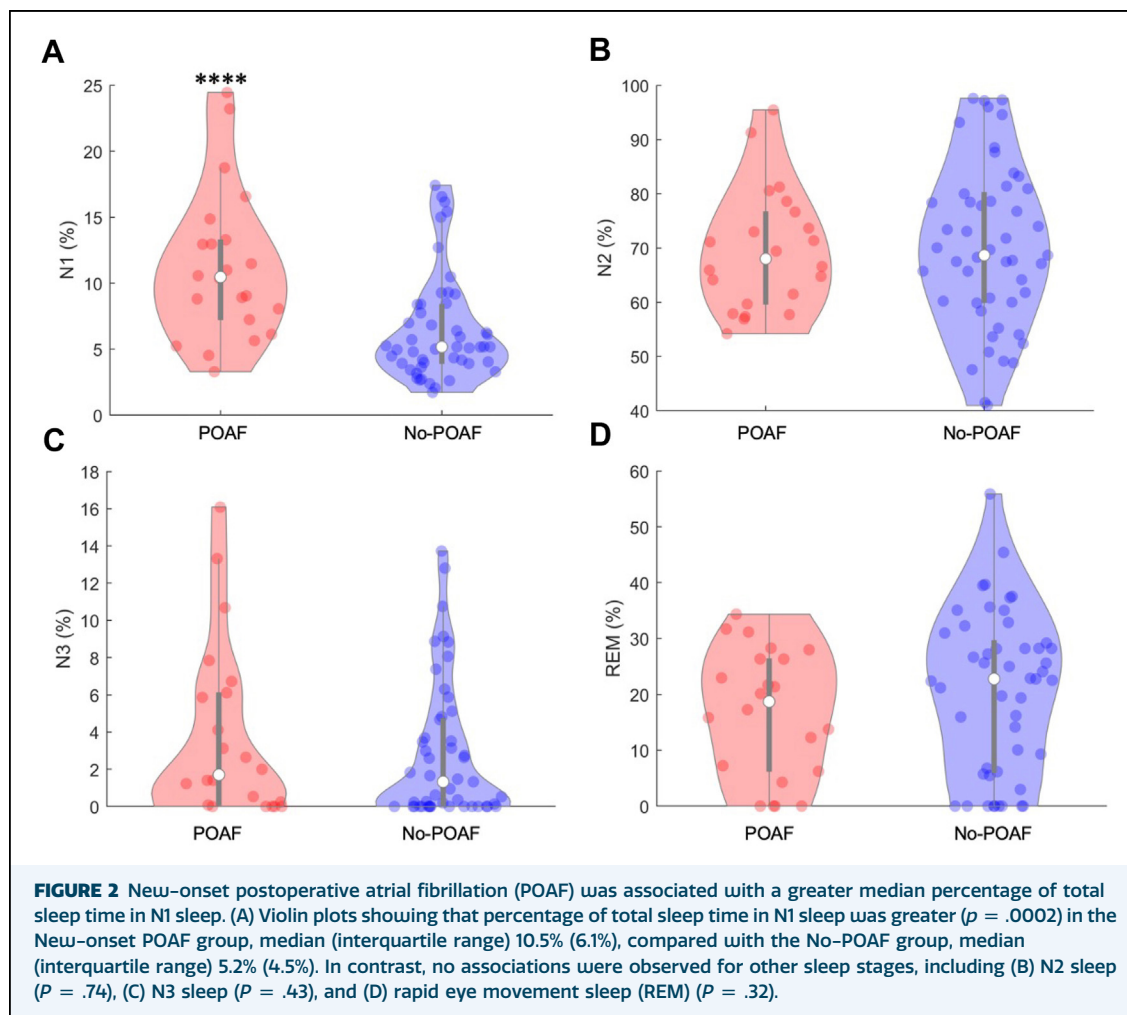 A
****
25
20
15
10
5
0
N1 (%)
POAF
No-POAF
B
100
90
80
70
60
50
40
N2 (%)
POAF
No-POAF
C
18
16
14
12
10
8
6
4
2
0
N3 (%)
POAF
No-POAF
D
60
50
40
30
20
10
0
REM (%)
POAF
No-POAF
FIGURE 2 New-onset postoperative atrial fibrillation (POAF) was associated with a greater median percentage of total
sleep time in N1 sleep. (A) Violin plots showing that percentage of total sleep time in N1 sleep was greater (p = .0002) in the
New-onset POAF group, median (interquartile range) 10.5% (6.1%), compared with the No-POAF group, median
(interquartile range) 5.2% (4.5%). In contrast, no associations were observed for other sleep stages, including (B) N2 sleep
(P = .74), (C) N3 sleep (P = .43), and (D) rapid eye movement sleep (REM) (P = .32).